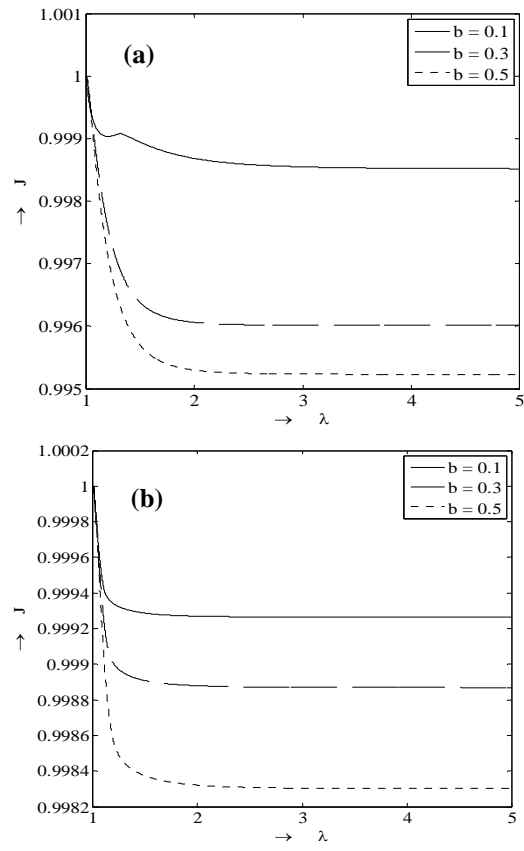 1.001
(a)
b = 0.1
b = 0.3
b = 0.5
1
0.999
0.998
0.997
0.996
0.995
→ J
1 2 3 4 5
→ λ
1.0002
(b)
b = 0.1
b = 0.3
b = 0.5
1
0.9998
0.9996
0.9994
0.9992
0.999
0.9988
0.9986
0.9984
0.9982
→ J
1 2 3 4 5
→ λ